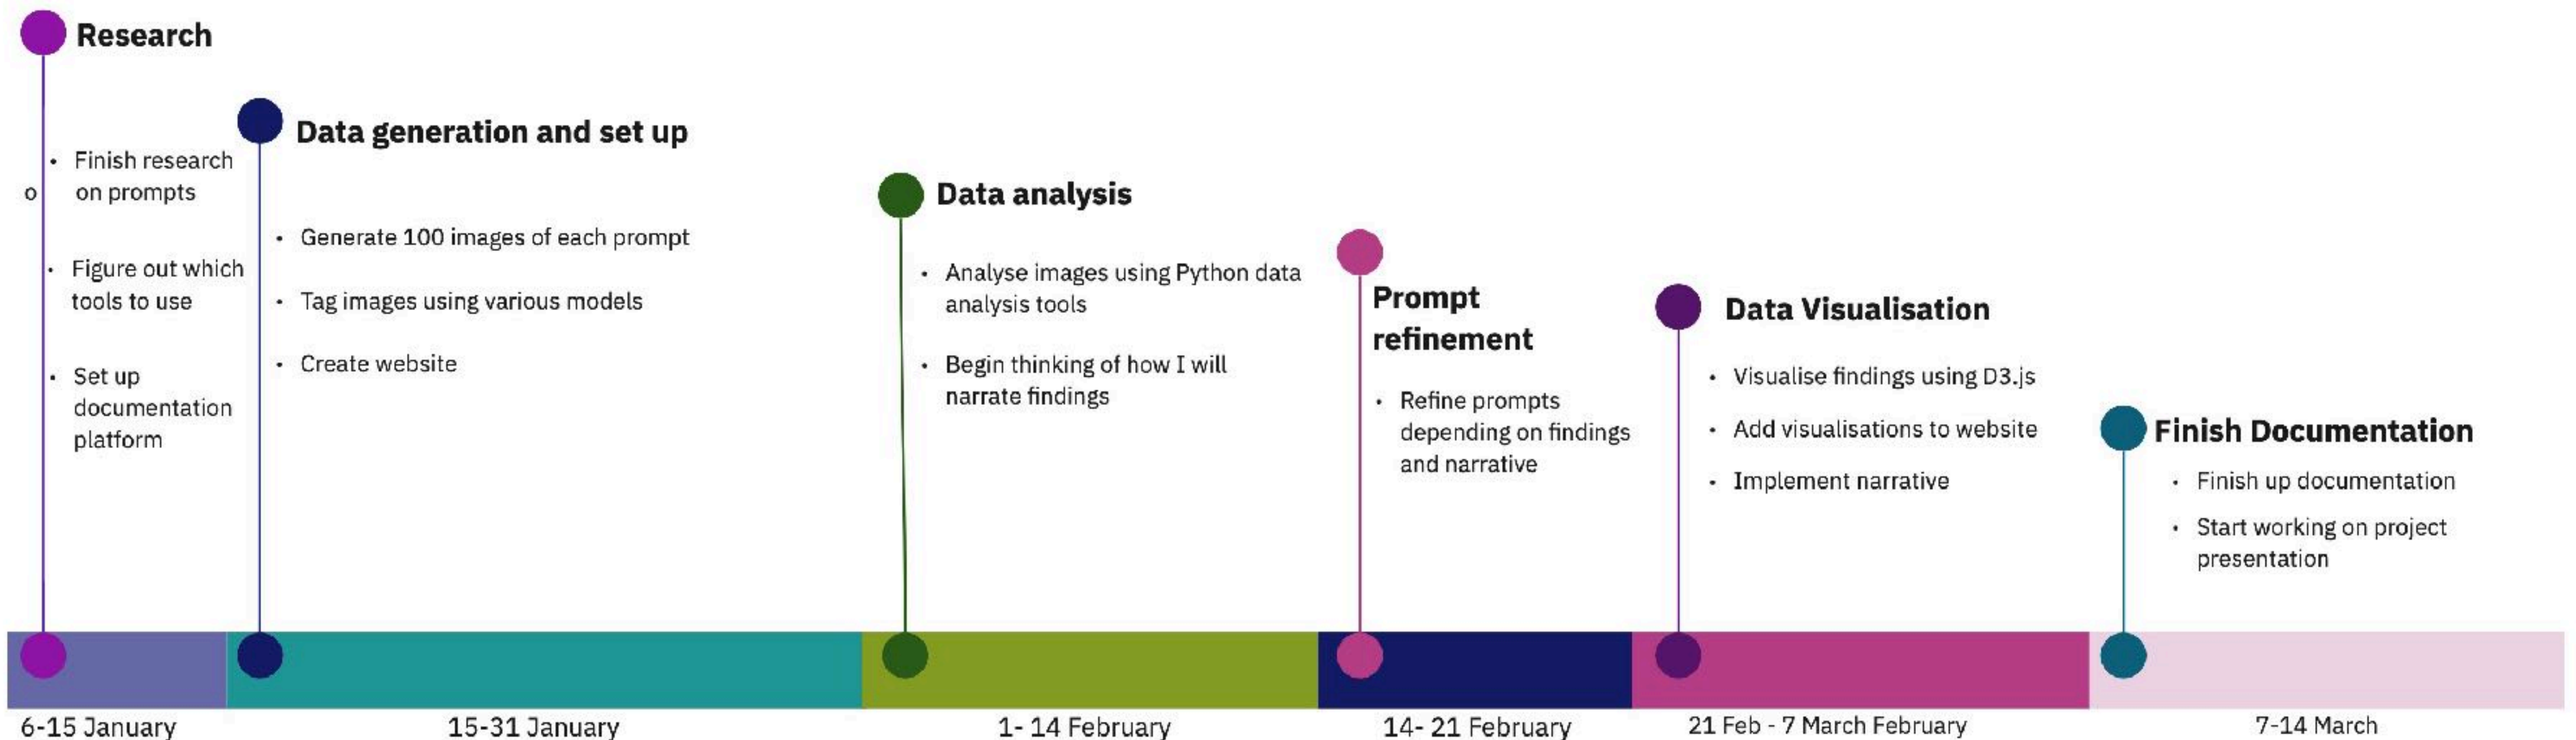 Research
• Finish research
o on prompts
• Figure out which
tools to use
• Set up
documentation
platform
Data generation and set up
• Generate 100 images of each prompt
• Tag images using various models
• Create website
Data analysis
• Analyse images using Python data
analysis tools
• Begin thinking of how I will
narrate findings
Prompt
refinement
• Refine prompts
depending on findings
and narrative
Data Visualisation
• Visualise findings using D3.js
• Add visualisations to website
• Implement narrative
Finish Documentation
• Finish up documentation
• Start working on project
presentation
6-15 January
15-31 January
1- 14 February
14- 21 February
21 Feb - 7 March February
7-14 March